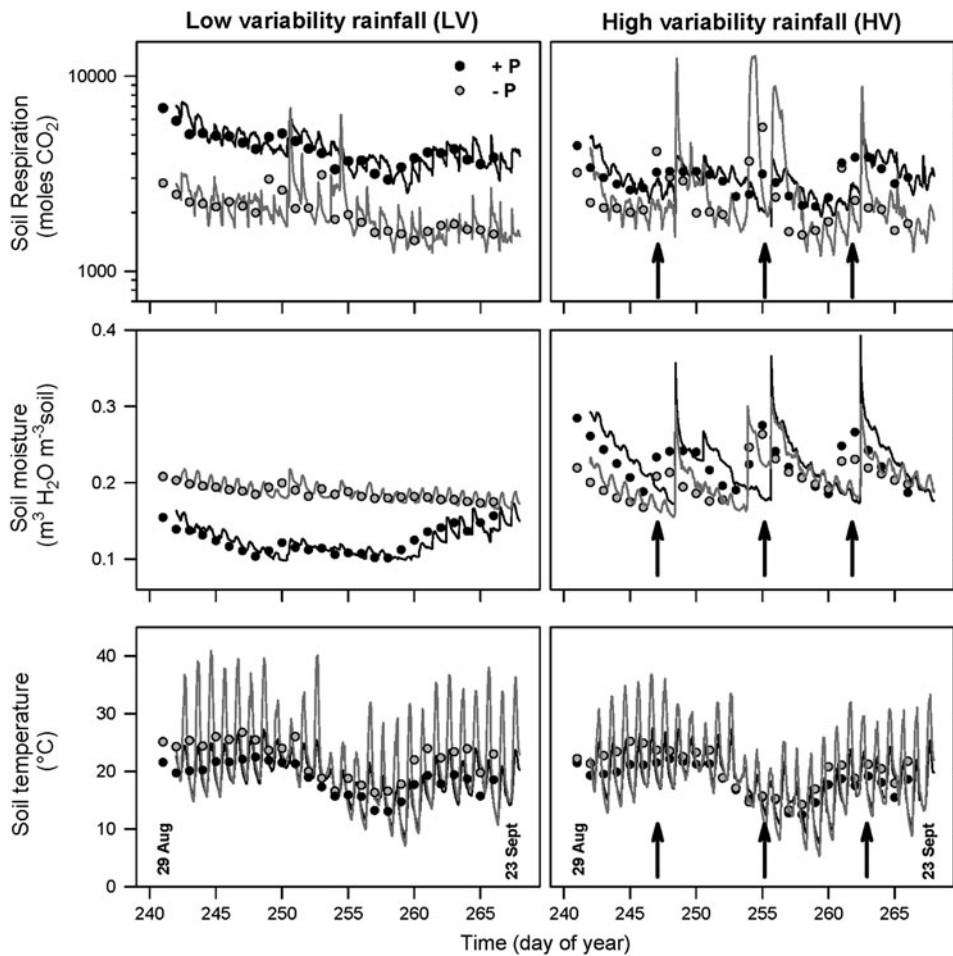 Low variability rainfall (LV)
High variability rainfall (HV)
Soil Respiration
(moles CO₂)
10000
1000
+ P
- P
Soil moisture
(m³ H₂O m⁻³soil)
0.4
0.3
0.2
0.1
Soil temperature
(°C)
40
30
20
10
0
29 Aug
23 Sept
29 Aug
23 Sept
240 245 250 255 260 265
240 245 250 255 260 265
Time (day of year)